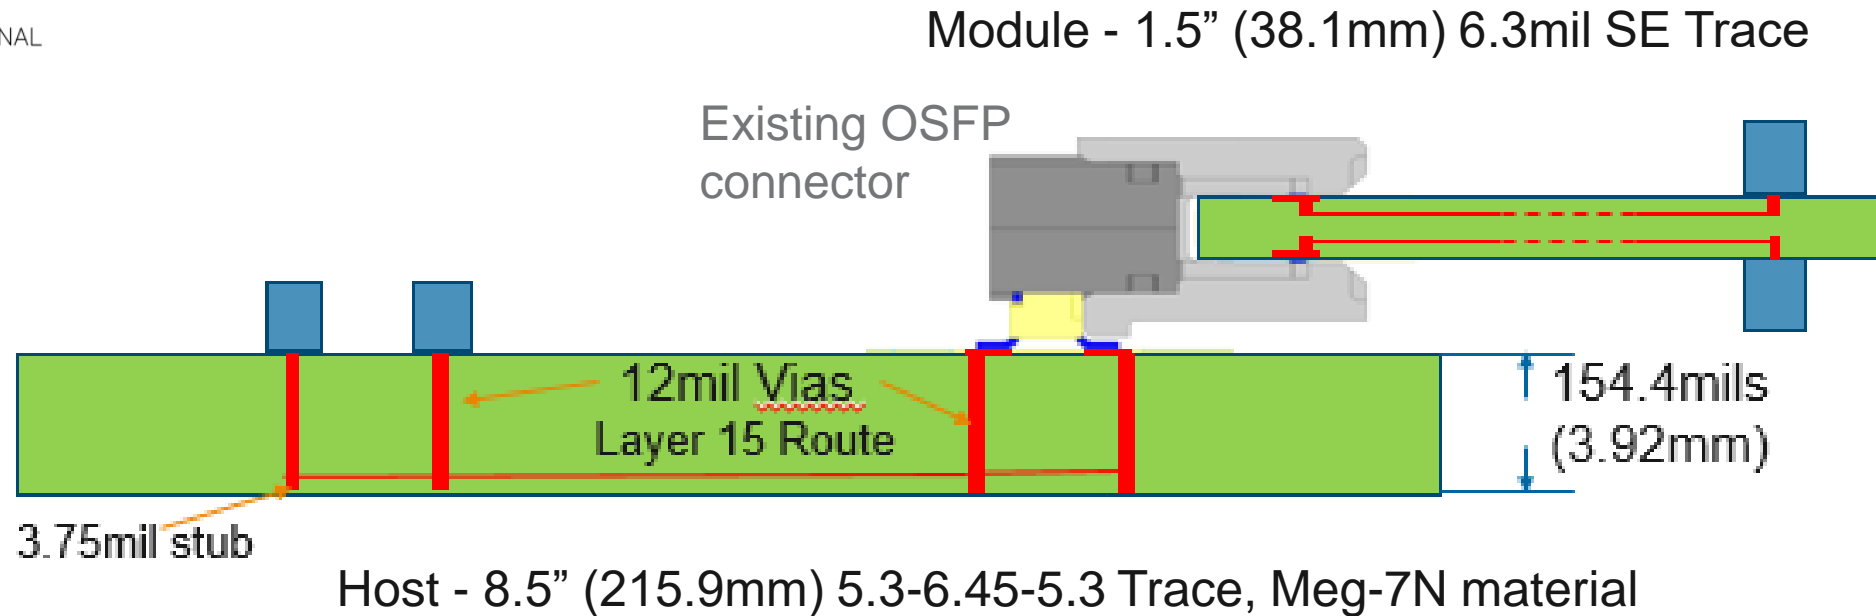 NAL
Module - 1.5” (38.1mm) 6.3mil SE Trace
Existing OSFP
connector
12mil Vias
Layer 15 Route
154.4mils
(3.92mm)
3.75mil stub
Host - 8.5” (215.9mm) 5.3-6.45-5.3 Trace, Meg-7N material